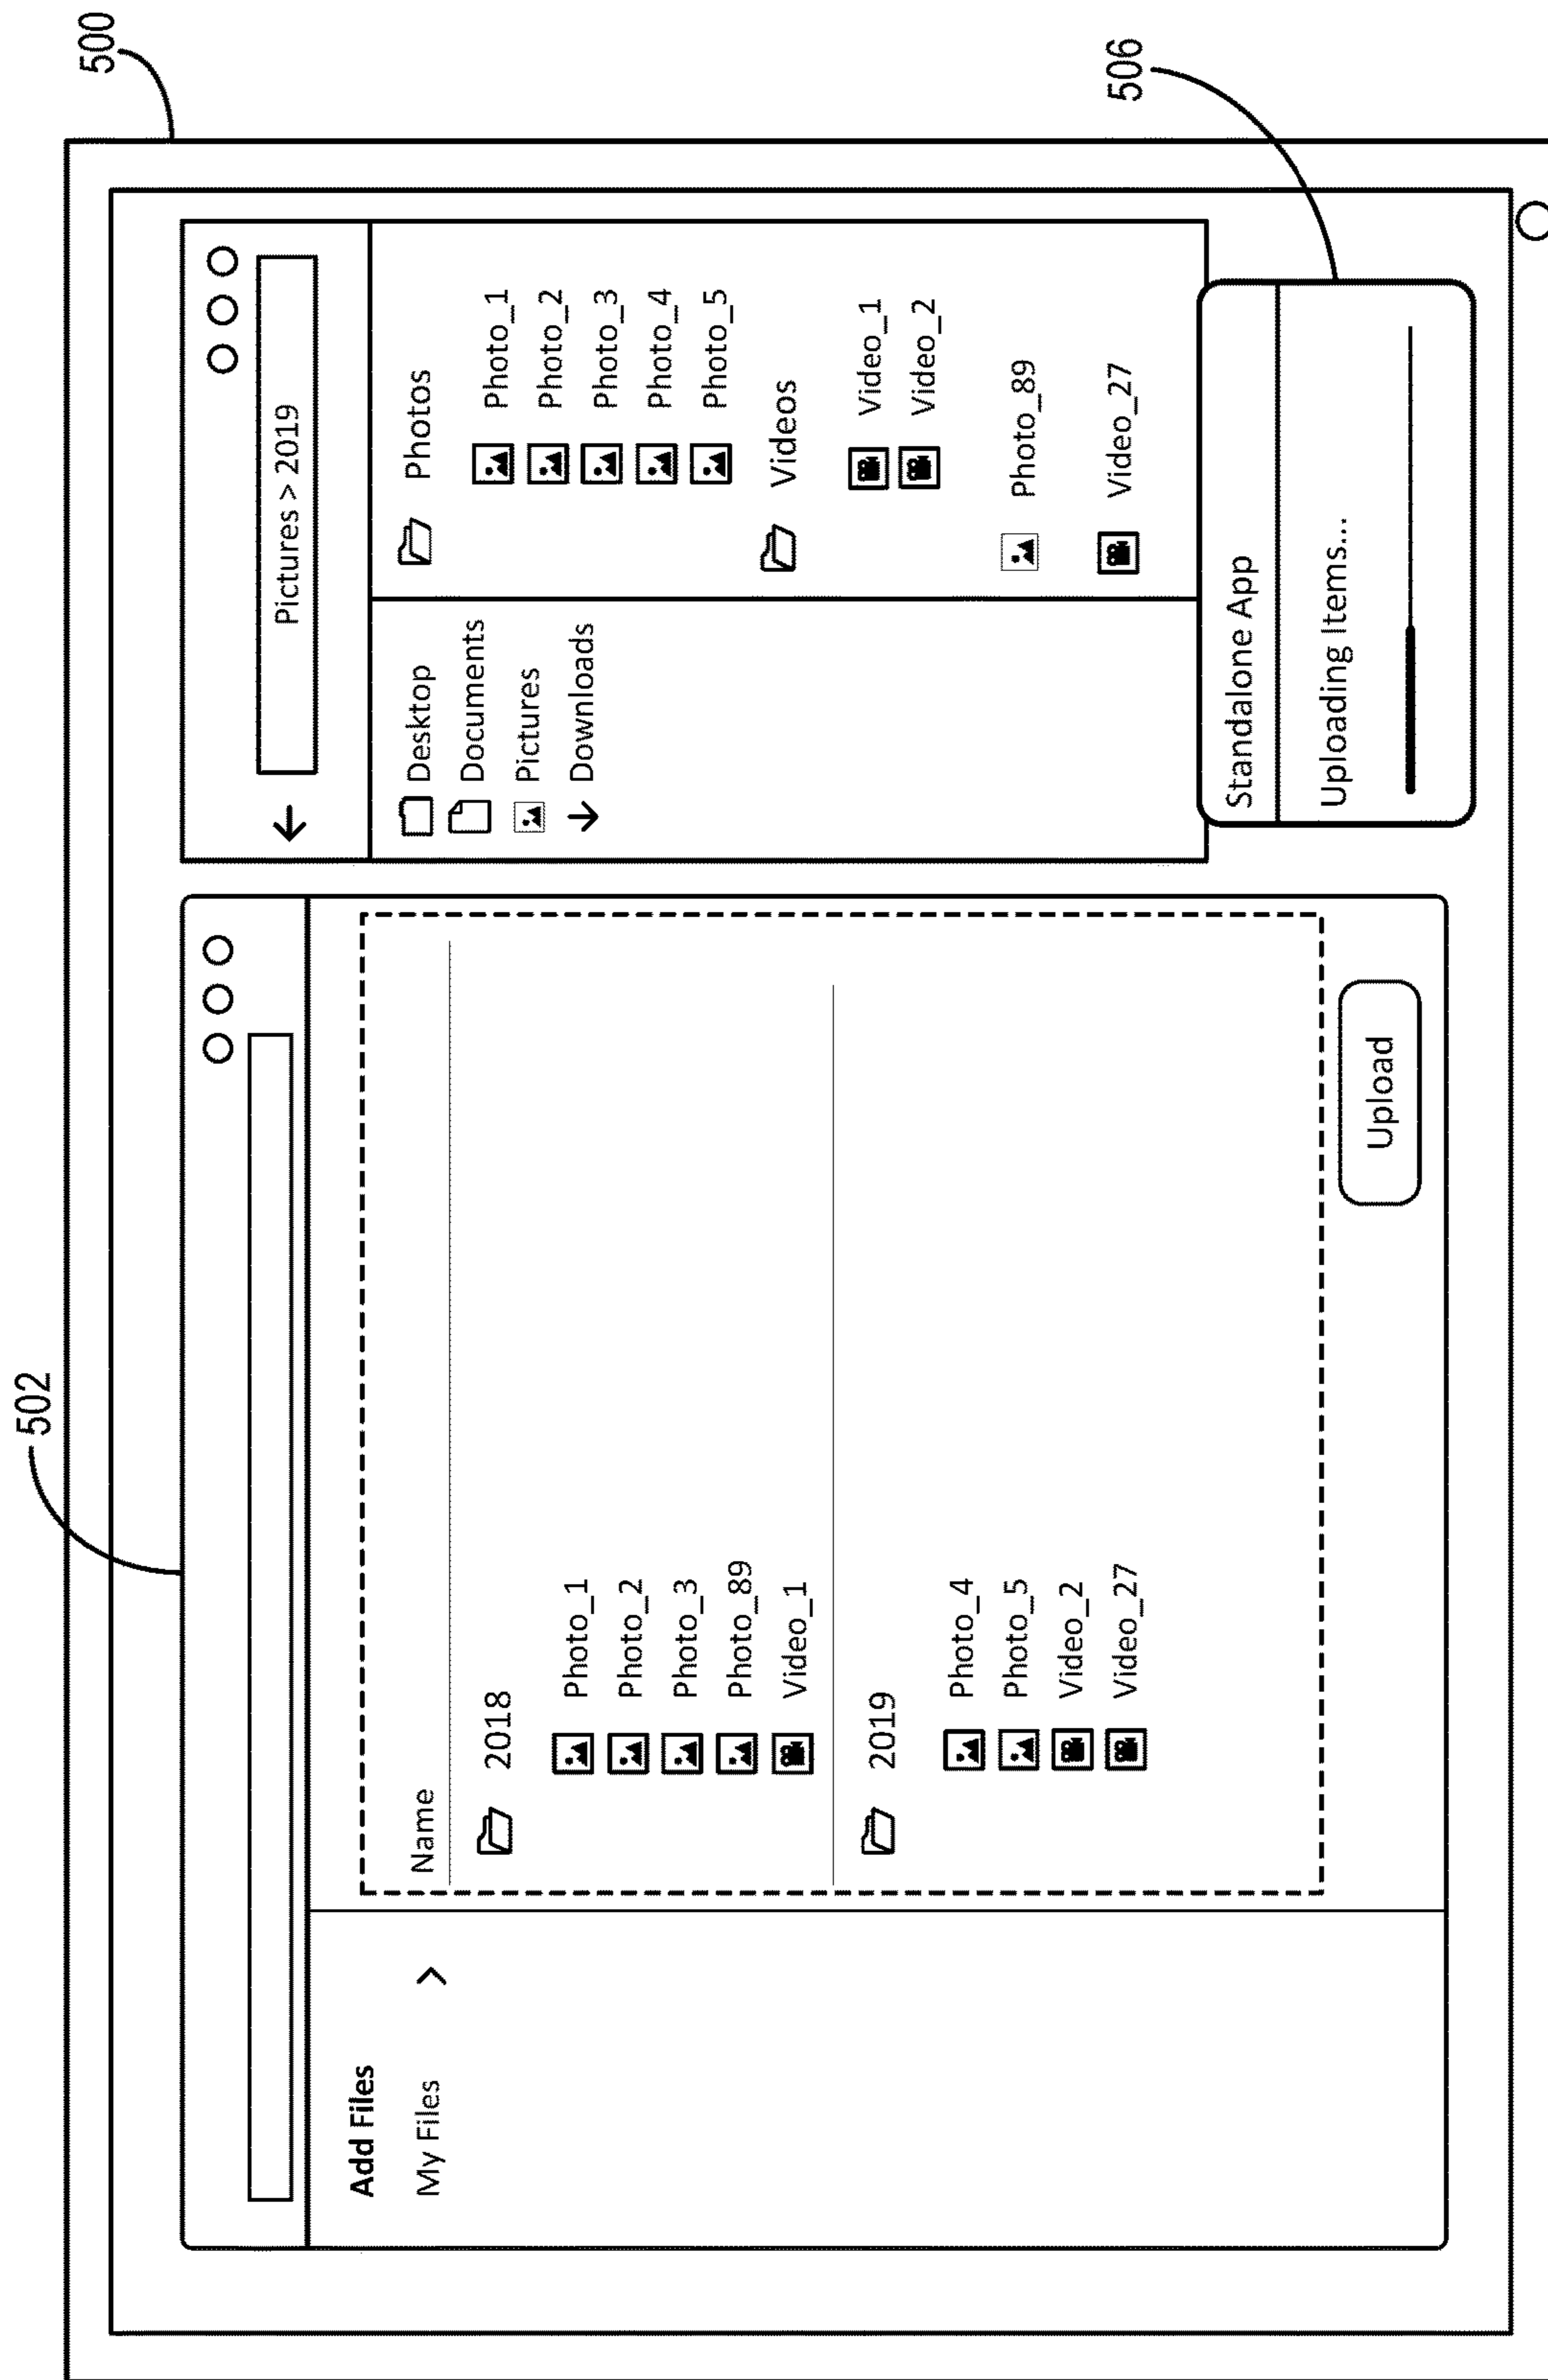 500
502
Add Files
My Files >
Name
2018
Photo_1
Photo_2
Photo_3
Photo_89
Video_1
2019
Photo_4
Photo_5
Video_2
Video_27
Upload
Pictures > 2019
Desktop
Documents
Pictures
Downloads
Photos
Photo_1
Photo_2
Photo_3
Photo_4
Photo_5
Videos
Video_1
Video_2
Photo_89
Video_27
Standalone App
Uploading Items...
506